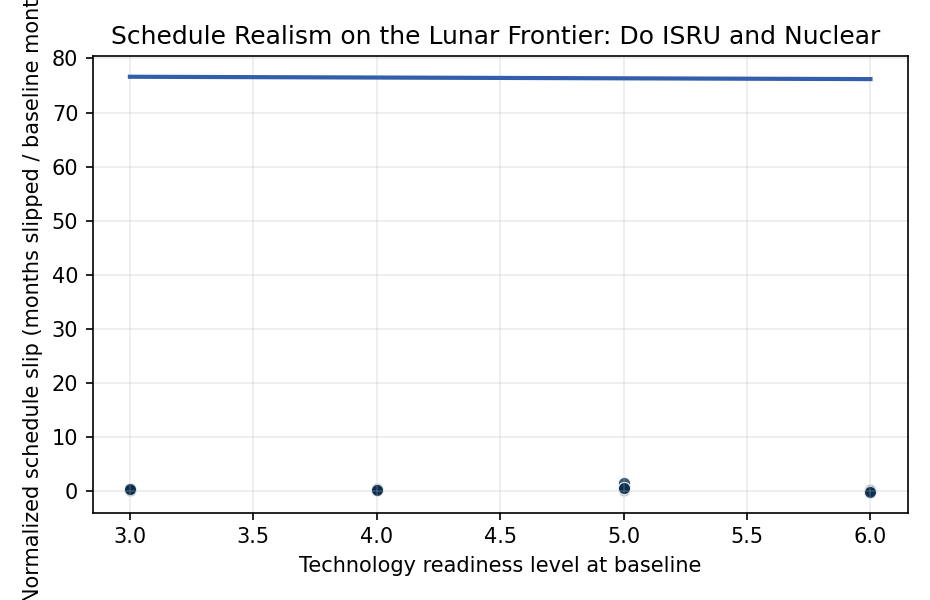 Schedule Realism on the Lunar Frontier: Do ISRU and Nuclear
Normalized schedule slip (months slipped / baseline mont
80
70
60
50
40
30
20
10
0
3.0 3.5 4.0 4.5 5.0 5.5 6.0
Technology readiness level at baseline